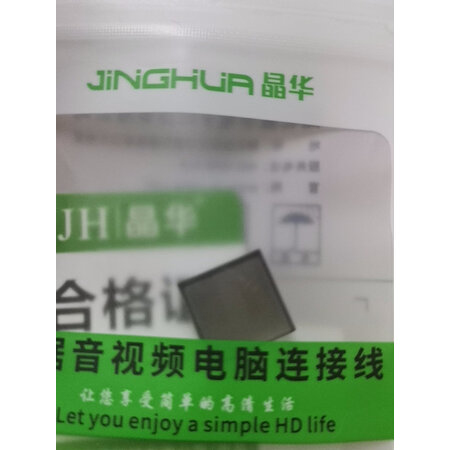 JINGHUA 晶华
JH 晶华
合格证
据音视频电脑连接线
让您享受简单的高清生活
Let you enjoy a simple HD life